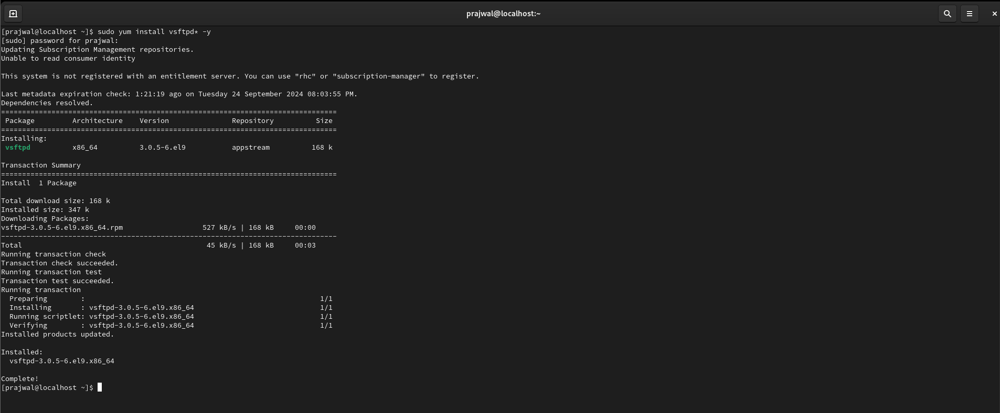 prajwal@localhost:~
[prajwal@localhost ~]$ sudo yum install vsftpd* -y
[sudo] password for prajwal:
Updating Subscription Management repositories.
Unable to read consumer identity
This system is not registered with an entitlement server. You can use "rhc" or "subscription-manager" to register.
Last metadata expiration check: 1:21:19 ago on Tuesday 24 September 2024 08:03:55 PM.
Dependencies resolved.
================================================================================
 Package         Architecture    Version               Repository          Size
================================================================================
Installing:
 vsftpd          x86_64          3.0.5-6.el9           appstream          168 k
Transaction Summary
================================================================================
Install  1 Package
Total download size: 168 k
Installed size: 347 k
Downloading Packages:
vsftpd-3.0.5-6.el9.x86_64.rpm                   527 kB/s | 168 kB     00:00
--------------------------------------------------------------------------------
Total                                            45 kB/s | 168 kB     00:03
Running transaction check
Transaction check succeeded.
Running transaction test
Transaction test succeeded.
Running transaction
  Preparing        :                                                        1/1
  Installing       : vsftpd-3.0.5-6.el9.x86_64                              1/1
  Running scriptlet: vsftpd-3.0.5-6.el9.x86_64                              1/1
  Verifying        : vsftpd-3.0.5-6.el9.x86_64                              1/1
Installed products updated.
Installed:
  vsftpd-3.0.5-6.el9.x86_64
Complete!
[prajwal@localhost ~]$